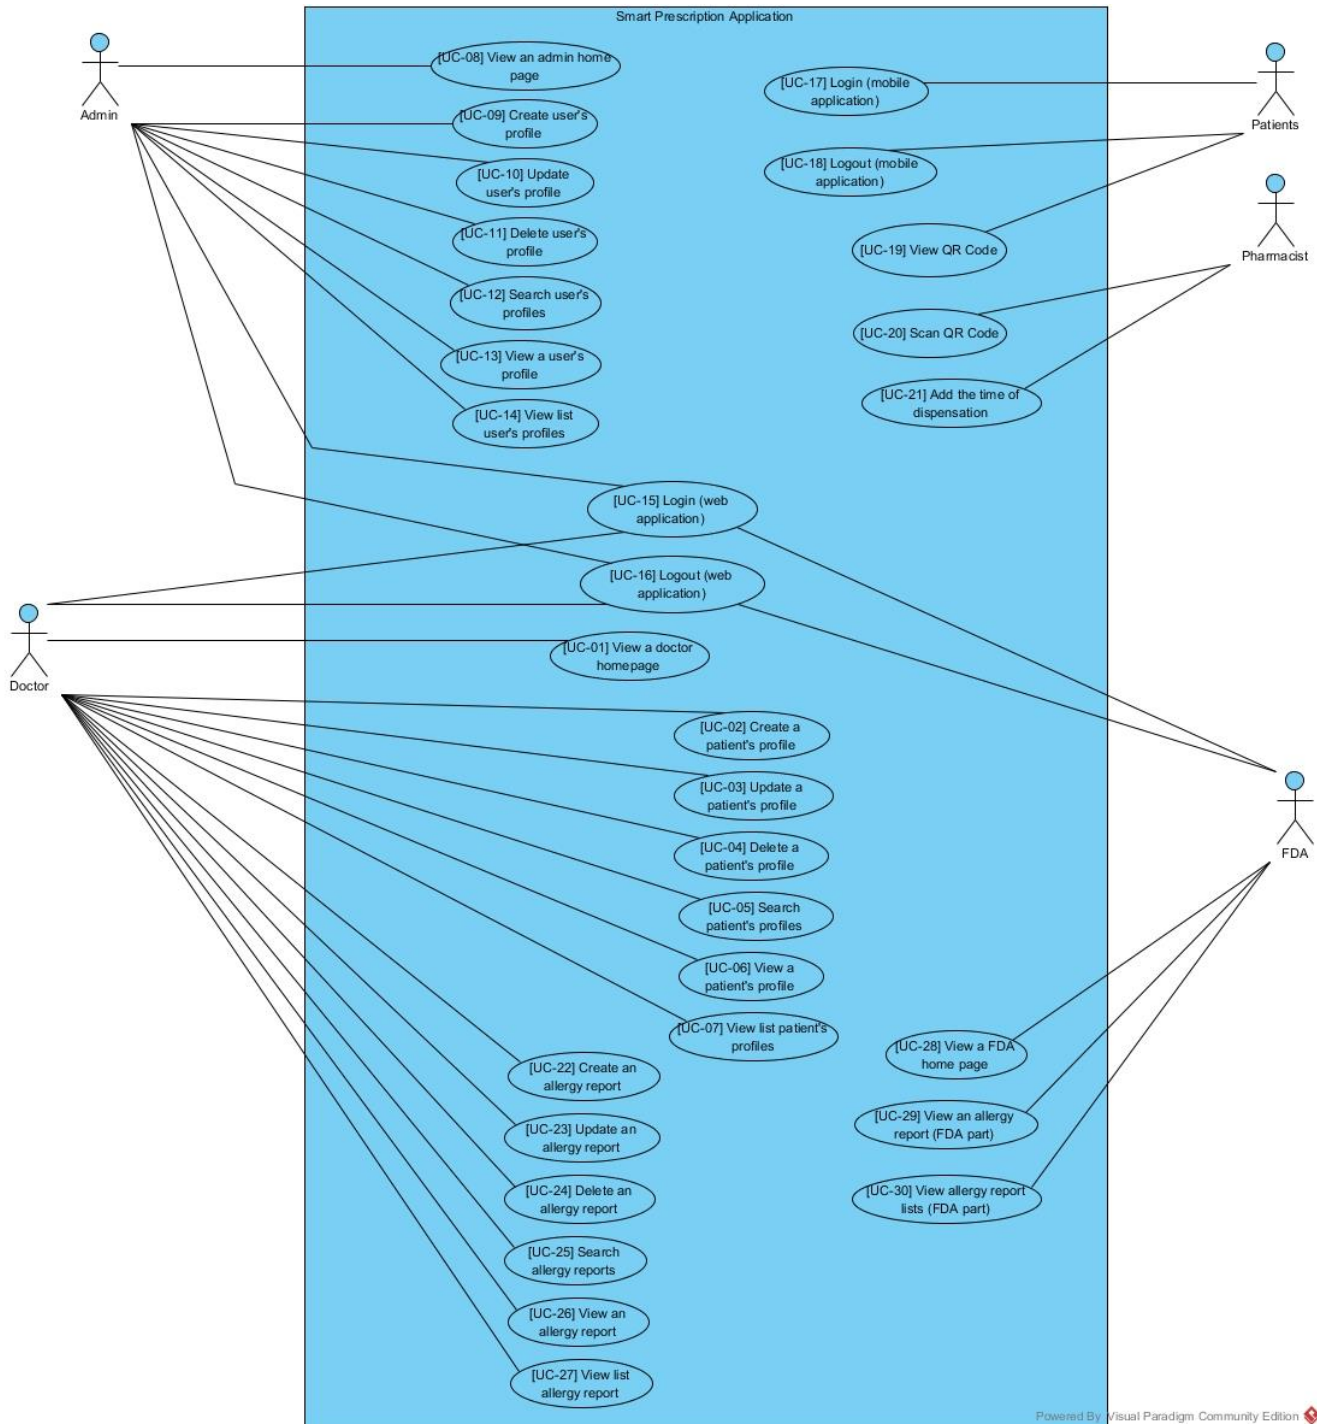 Smart Prescription Application
Admin
[UC-08] View an admin home
page
[UC-09] Create user's
profile
[UC-10] Update
user's profile
[UC-11] Delete user's
profile
[UC-12] Search user's
profiles
[UC-13] View a user's
profile
[UC-14] View list
user's profiles
[UC-17] Login (mobile
application)
Patients
[UC-18] Logout (mobile
application)
[UC-19] View QR Code
Pharmacist
[UC-20] Scan QR Code
[UC-21] Add the time of
dispensation
[UC-15] Login (web
application)
[UC-16] Logout (web
application)
Doctor
[UC-01] View a doctor
homepage
[UC-02] Create a
patient's profile
[UC-03] Update a
patient's profile
[UC-04] Delete a
patient's profile
[UC-05] Search
patient's profiles
[UC-06] View a
patient's profile
[UC-07] View list patient's
profiles
FDA
[UC-22] Create an
allergy report
[UC-23] Update an
allergy report
[UC-24] Delete an
allergy report
[UC-25] Search
allergy reports
[UC-26] View an
allergy report
[UC-27] View list
allergy report
[UC-28] View a FDA
home page
[UC-29] View an allergy
report (FDA part)
[UC-30] View allergy report
lists (FDA part)
Powered By Visual Paradigm Community Edition